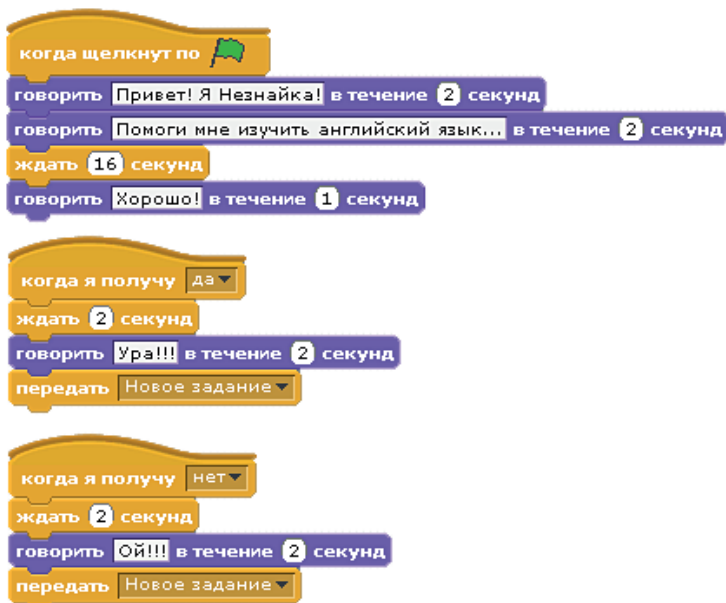 когда щелкнут по
говорить Привет! Я Незнайка! в течение 2 секунд
говорить Помоги мне изучить английский язык... в течение 2 секунд
ждать 16 секунд
говорить Хорошо! в течение 1 секунд
когда я получу да
ждать 2 секунд
говорить Ура!!! в течение 2 секунд
передать Новое задание
когда я получу нет
ждать 2 секунд
говорить Ой!!! в течение 2 секунд
передать Новое задание